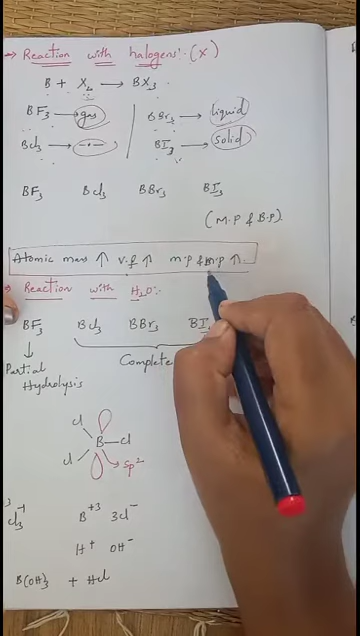 → Reaction with halogens: (X)
B + X₂ → BX₃.
BF₃ → gas
BBr₃ → liquid
BCl₃ → —"—
BI₃ → solid
BF₃ BCl₃ BBr₃ BI₃
(M.P & B.P).
Atomic mass ↑ v.f ↑ m.p & b.p ↑
→ Reaction with H₂O:
BF₃ BCl₃ BBr₃ BI₃
↓
Partial Hydrolysis
Complete
Cl
B—Cl
Cl
→ sp²
B⁺³ 3Cl⁻
H⁺ OH⁻
B(OH)₃ + HCl